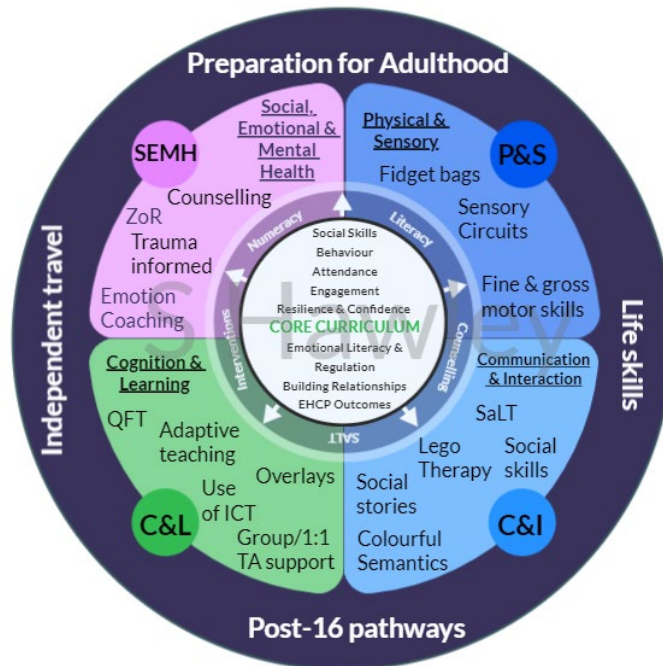 Preparation for Adulthood
Independent travel
Life skills
Post-16 pathways
SEMH
Social,
Emotional &
Mental
Health
Counselling
ZoR
Trauma
informed
Emotion
Coaching
P&S
Physical &
Sensory
Fidget bags
Sensory
Circuits
Fine & gross
motor skills
Numeracy
Literacy
Interventions
Counselling
SALT
Social Skills
Behaviour
Attendance
Engagement
Resilience & Confidence
CORE CURRICULUM
Emotional Literacy &
Regulation
Building Relationships
EHCP Outcomes
S Hawley
Cognition &
Learning
QFT
Adaptive
teaching
Overlays
Use
of ICT
Group/1:1
TA support
C&L
Communication
& Interaction
SaLT
Lego
Therapy
Social
skills
Social
stories
Colourful
Semantics
C&I